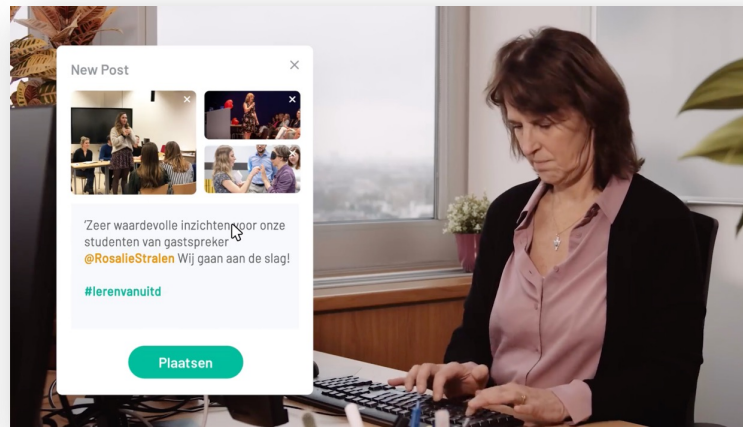 New Post
‘Zeer waardevolle inzichten voor onze
studenten van gastspreker
@RosalieStralen Wij gaan aan de slag!
#lerenvanuitd
Plaatsen